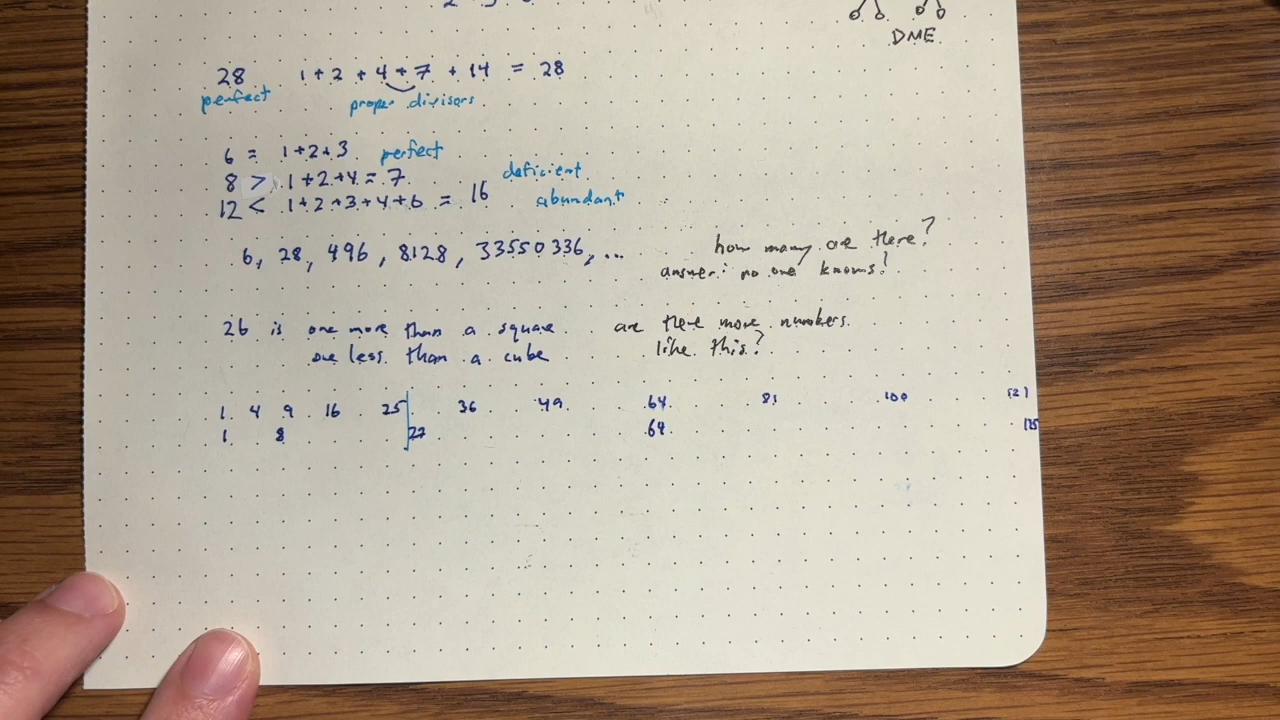 DME
28 1+2+4+7+14 = 28
perfect proper divisors
6 = 1+2+3 perfect
8 > 1+2+4=7 deficient
12 < 1+2+3+4+6 = 16 abundant
6, 28, 496, 8128, 33550336, ...
how many are there?
answer: no one knows!
26 is one more than a square
one less than a cube
are there more numbers
like this?
1 4 9 16 25 36 49 64 81 100 121
1 8 27 64 125